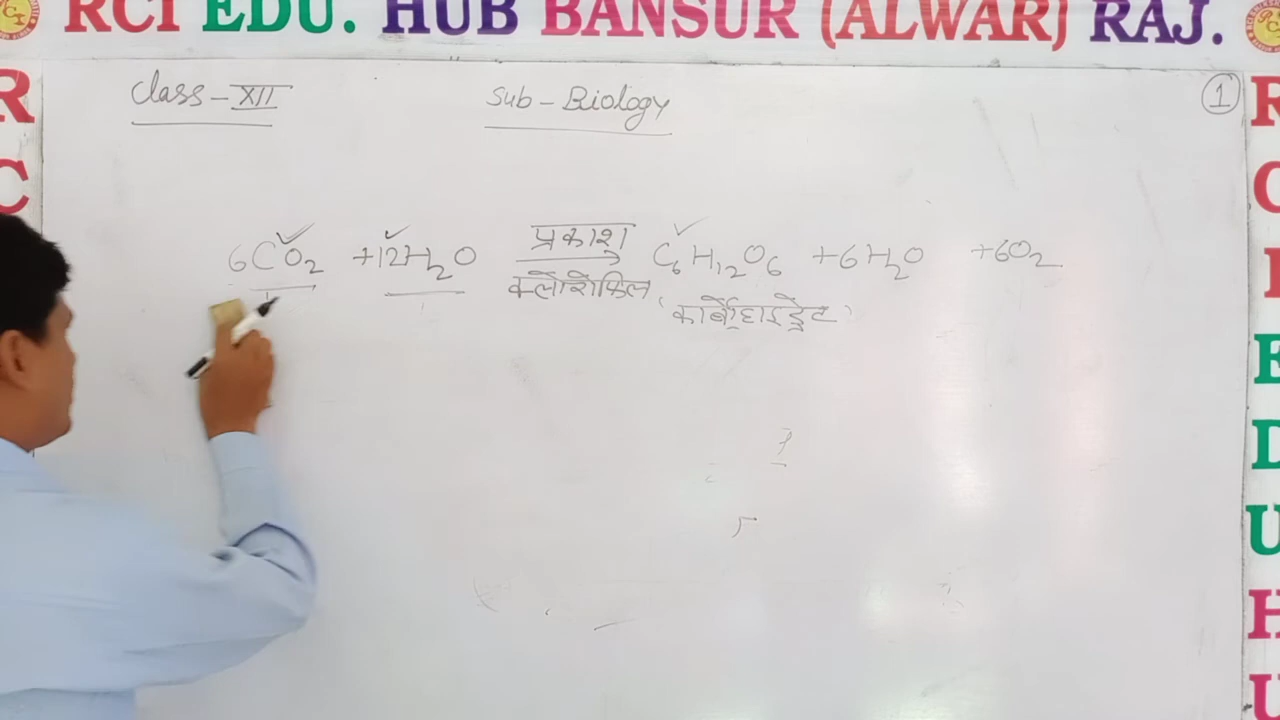 RCI EDU. HUB BANSUR (ALWAR) RAJ.
Class - XII Sub - Biology 1
6CO₂ + 12H₂O प्रकाश C₆H₁₂O₆ + 6H₂O + 6O₂
क्लोरोफिल
'कार्बोहाइड्रेट'
R
C
R
C
I
E
D
U
H
U